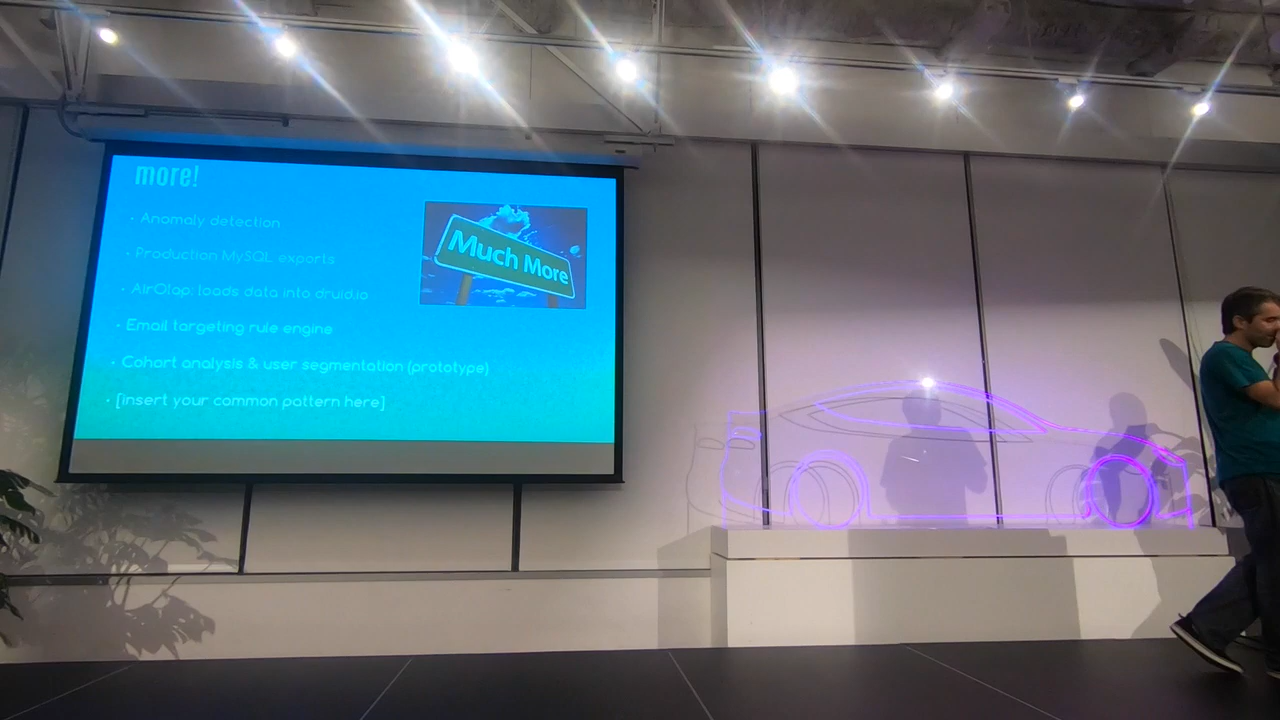 more!
• Anomaly detection
• Production MySQL exports
• AirOlap: loads data into druid.io
• Email targeting rule engine
• Cohort analysis & user segmentation (prototype)
• [insert your common pattern here]
Much More